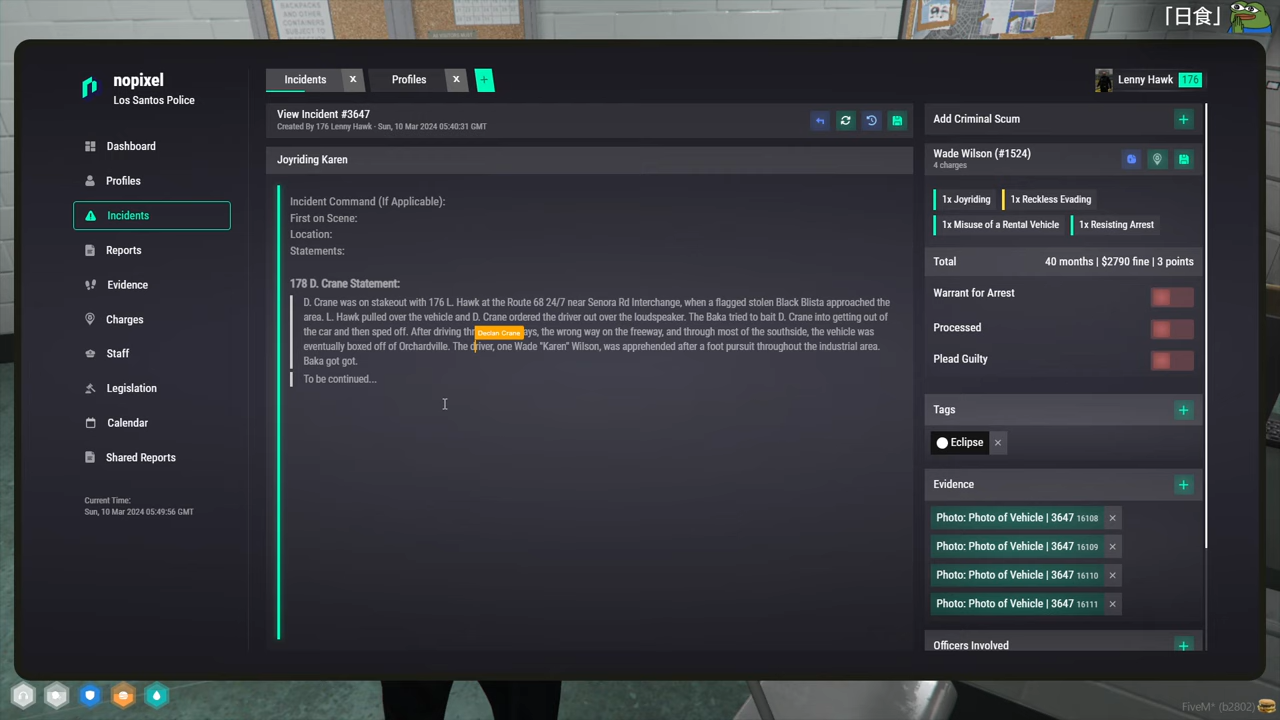 BACKPACKS
AND OTHER
CONTAINERS
SUBJECT
「日食」
nopixel
Los Santos Police
Incidents x
Profiles x
+
Lenny Hawk 176
Dashboard
Profiles
Incidents
Reports
Evidence
Charges
Staff
Legislation
Calendar
Shared Reports
Current Time:
Sun, 10 Mar 2024 05:49:56 GMT
View Incident #3647
Created By 176 Lenny Hawk - Sun, 10 Mar 2024 05:40:31 GMT
Joyriding Karen
Incident Command (If Applicable):
First on Scene:
Location:
Statements:
178 D. Crane Statement:
D. Crane was on stakeout with 176 L. Hawk at the Route 68 24/7 near Senora Rd Interchange, when a flagged stolen Black Blista approached the
area. L. Hawk pulled over the vehicle and D. Crane ordered the driver out over the loudspeaker. The Baka tried to bait D. Crane into getting out of
the car and then sped off. After driving Declan Crane the wrong way on the freeway, and through most of the southside, the vehicle was
eventually boxed off of Orchardville. The driver, one Wade "Karen" Wilson, was apprehended after a foot pursuit throughout the industrial area.
Baka got got.
To be continued...
Add Criminal Scum +
Wade Wilson (#1524)
4 charges
1x Joyriding 1x Reckless Evading
1x Misuse of a Rental Vehicle 1x Resisting Arrest
Total 40 months | $2790 fine | 3 points
Warrant for Arrest
Processed
Plead Guilty
Tags +
Eclipse ×
Evidence +
Photo: Photo of Vehicle | 3647 16108 ×
Photo: Photo of Vehicle | 3647 16109 ×
Photo: Photo of Vehicle | 3647 16110 ×
Photo: Photo of Vehicle | 3647 16111 ×
Officers Involved +
FiveM* (b2802)